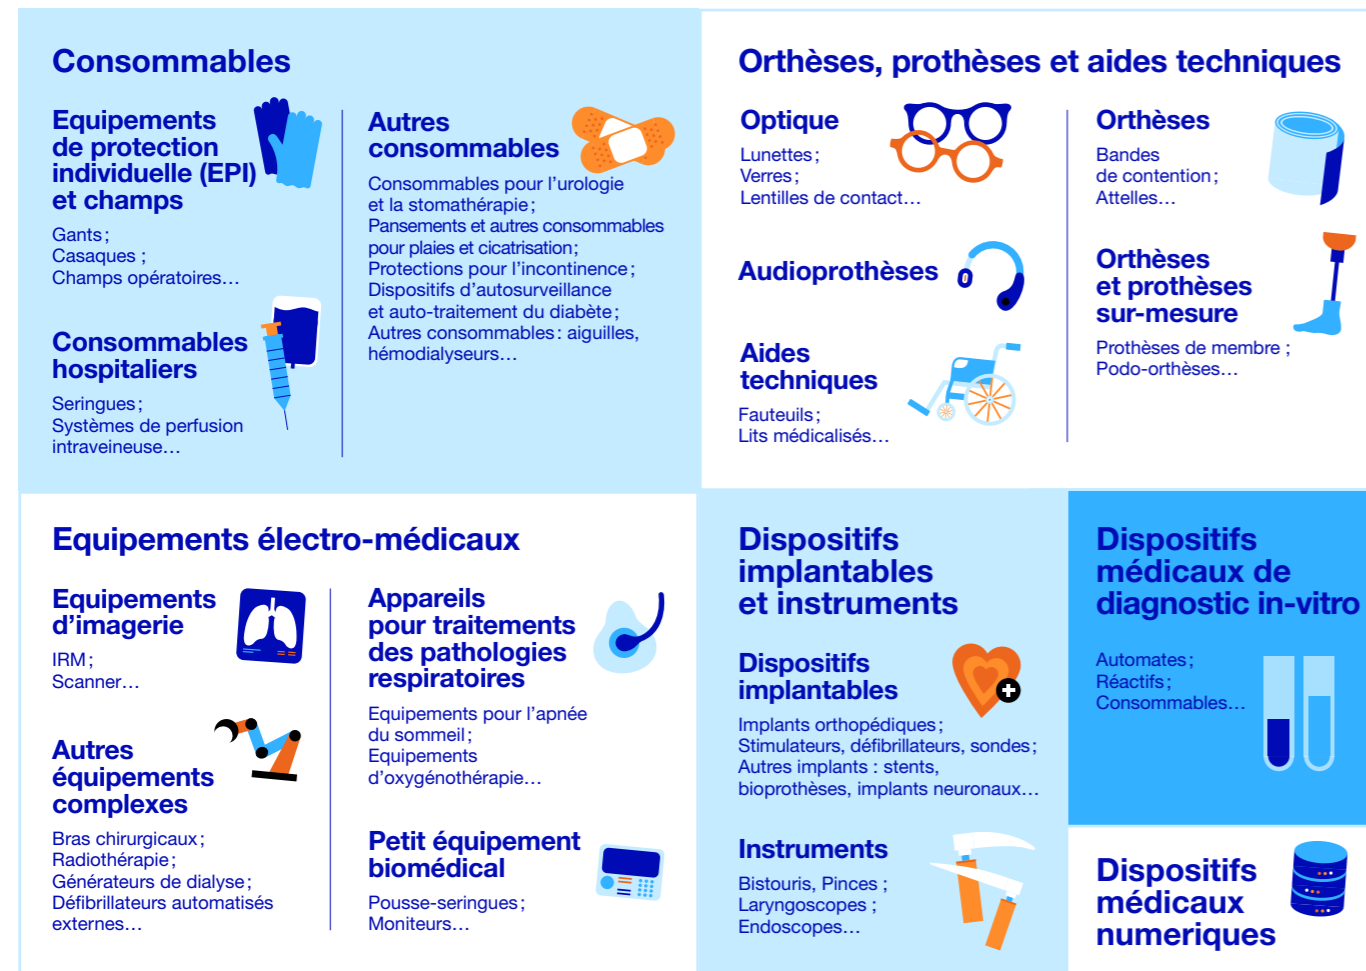 Consommables
Equipements
de protection
individuelle (EPI)
et champs
Gants ;
Casaques ;
Champs opératoires…
Consommables
hospitaliers
Seringues ;
Systèmes de perfusion
intraveineuse…
Autres
consommables
Consommables pour l’urologie
et la stomathérapie ;
Pansements et autres consommables
pour plaies et cicatrisation ;
Protections pour l’incontinence ;
Dispositifs d’autosurveillance
et auto-traitement du diabète ;
Autres consommables : aiguilles,
hémodialyseurs…
Orthèses, prothèses et aides techniques
Optique
Lunettes ;
Verres ;
Lentilles de contact…
Audioprothèses
Aides
techniques
Fauteuils ;
Lits médicalisés…
Orthèses
Bandes
de contention ;
Attelles…
Orthèses
et prothèses
sur-mesure
Prothèses de membre ;
Podo-orthèses…
Equipements électro-médicaux
Equipements
d’imagerie
IRM ;
Scanner…
Autres
équipements
complexes
Bras chirurgicaux ;
Radiothérapie ;
Générateurs de dialyse ;
Défibrillateurs automatisés
externes…
Appareils
pour traitements
des pathologies
respiratoires
Equipements pour l’apnée
du sommeil ;
Equipements
d’oxygénothérapie…
Petit équipement
biomédical
Pousse-seringues ;
Moniteurs…
Dispositifs
implantables
et instruments
Dispositifs
implantables
Implants orthopédiques ;
Stimulateurs, défibrillateurs, sondes ;
Autres implants : stents,
bioprothèses, implants neuronaux…
Instruments
Bistouris, Pinces ;
Laryngoscopes ;
Endoscopes…
Dispositifs
médicaux de
diagnostic in-vitro
Automates ;
Réactifs ;
Consommables…
Dispositifs
médicaux
numeriques